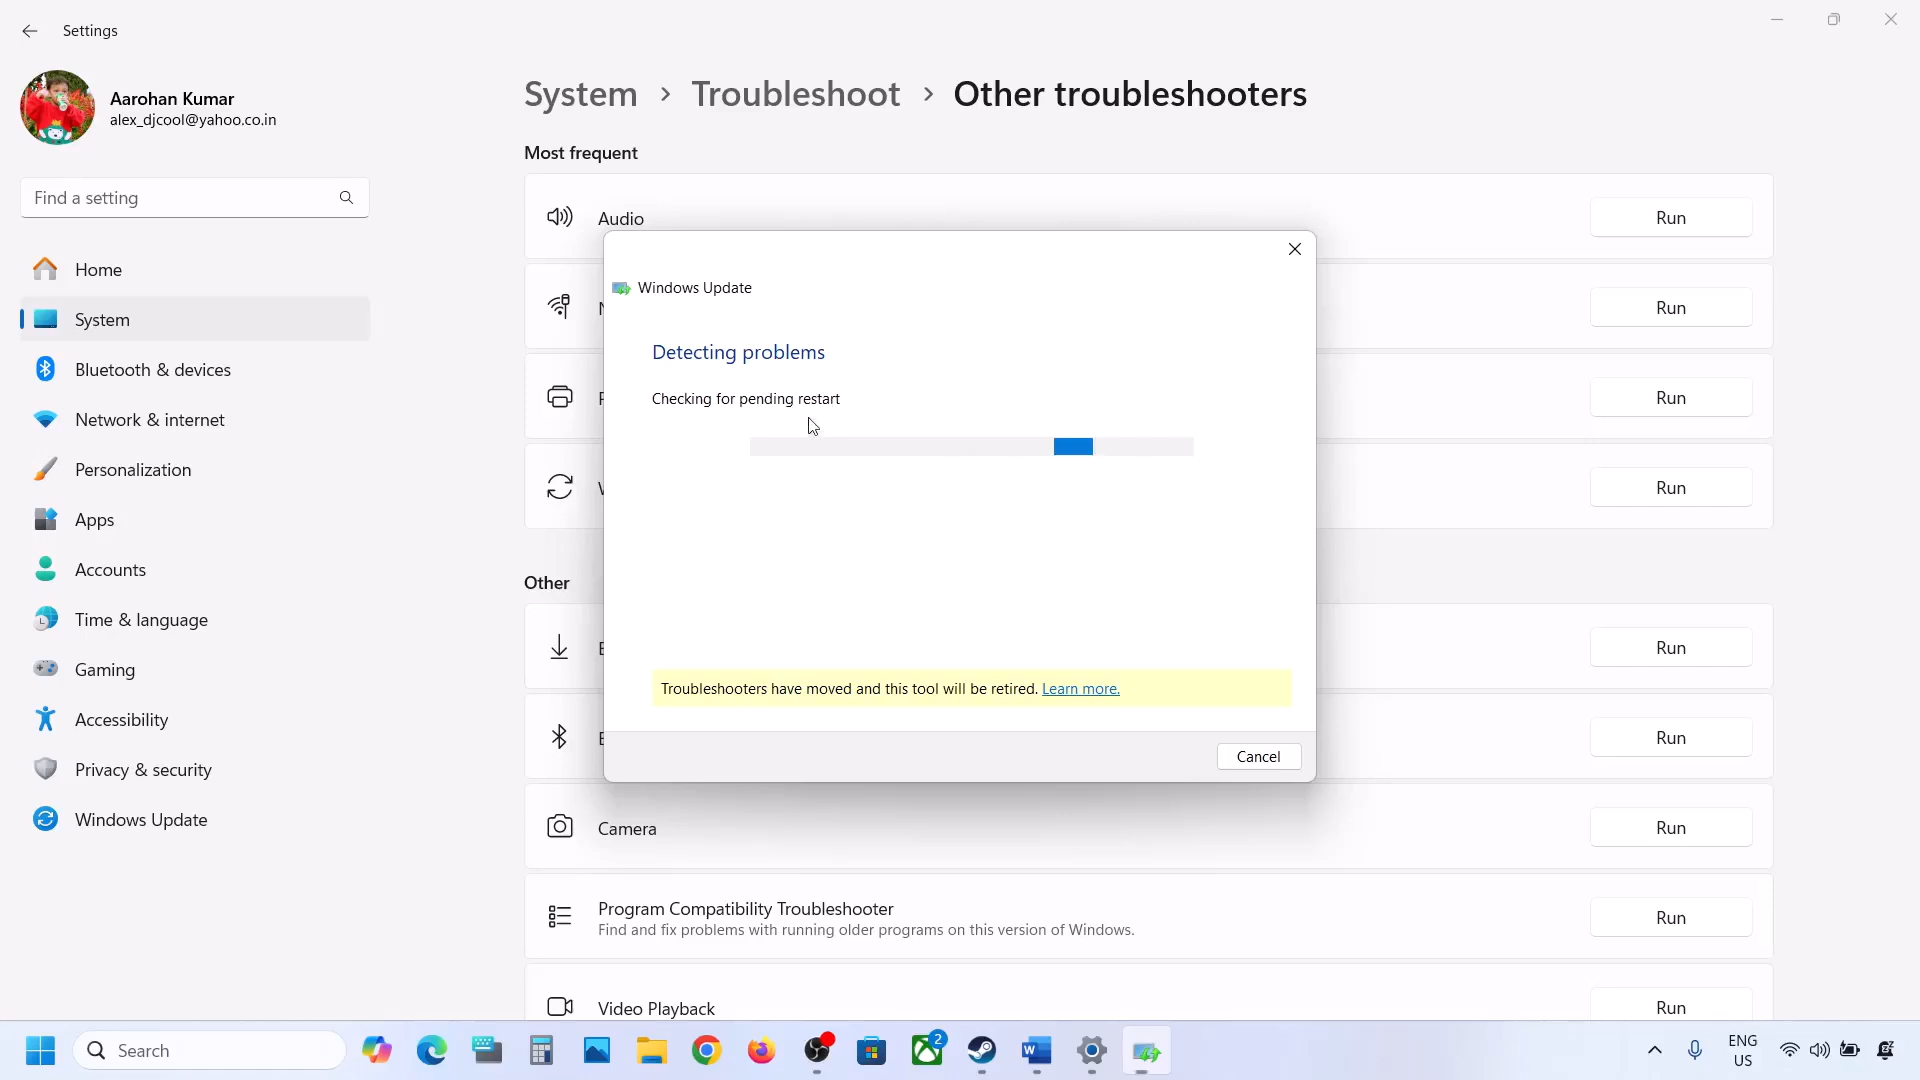 Settings
Aarohan Kumar
alex_djcool@yahoo.co.in
Find a setting
Home
System
Bluetooth & devices
Network & internet
Personalization
Apps
Accounts
Time & language
Gaming
Accessibility
Privacy & security
Windows Update
System > Troubleshoot > Other troubleshooters
Most frequent
Audio
Run
Run
Run
Run
Windows Update
Detecting problems
Checking for pending restart
Troubleshooters have moved and this tool will be retired. Learn more.
Cancel
Other
Run
Run
Camera
Run
Program Compatibility Troubleshooter
Find and fix problems with running older programs on this version of Windows.
Run
Video Playback
Run
Search
2
ENG
US